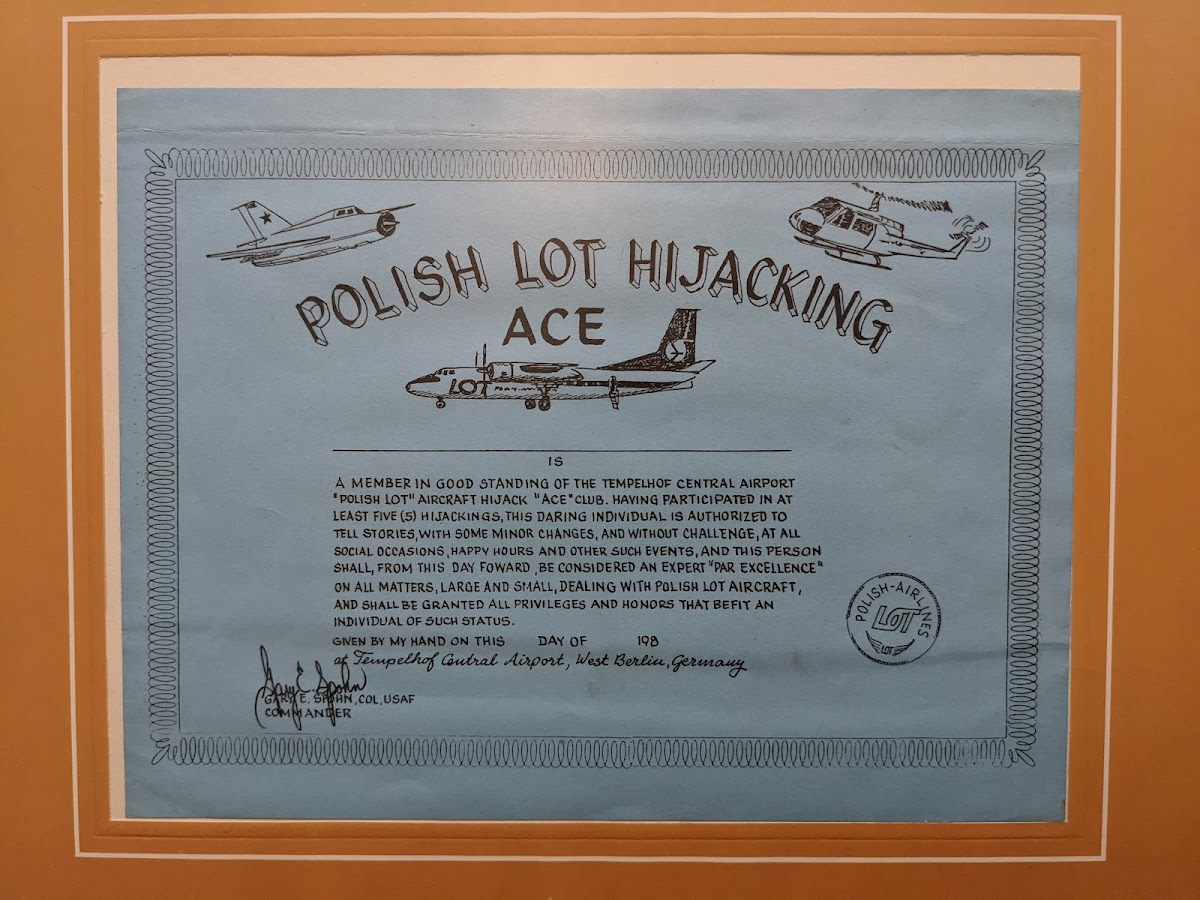 POLISH LOT HIJACKING
ACE
LOT
IS
A MEMBER IN GOOD STANDING OF THE TEMPELHOF CENTRAL AIRPORT
"POLISH LOT" AIRCRAFT HIJACK "ACE" CLUB. HAVING PARTICIPATED IN AT
LEAST FIVE (5) HIJACKINGS, THIS DARING INDIVIDUAL IS AUTHORIZED TO
TELL STORIES, WITH SOME MINOR CHANGES, AND WITHOUT CHALLENGE, AT ALL
SOCIAL OCCASIONS, HAPPY HOURS AND OTHER SUCH EVENTS, AND THIS PERSON
SHALL, FROM THIS DAY FOWARD, BE CONSIDERED AN EXPERT "PAR EXCELLENCE"
ON ALL MATTERS, LARGE AND SMALL, DEALING WITH POLISH LOT AIRCRAFT,
AND SHALL BE GRANTED ALL PRIVILEGES AND HONORS THAT BEFIT AN
INDIVIDUAL OF SUCH STATUS.
GIVEN BY MY HAND ON THIS DAY OF 198
at Tempelhof Central Airport, West Berlin, Germany
POLISH-AIRLINES
LOT
LOT
Gary E. Spohn
GARY E. SPOHN, COL, USAF
COMMANDER